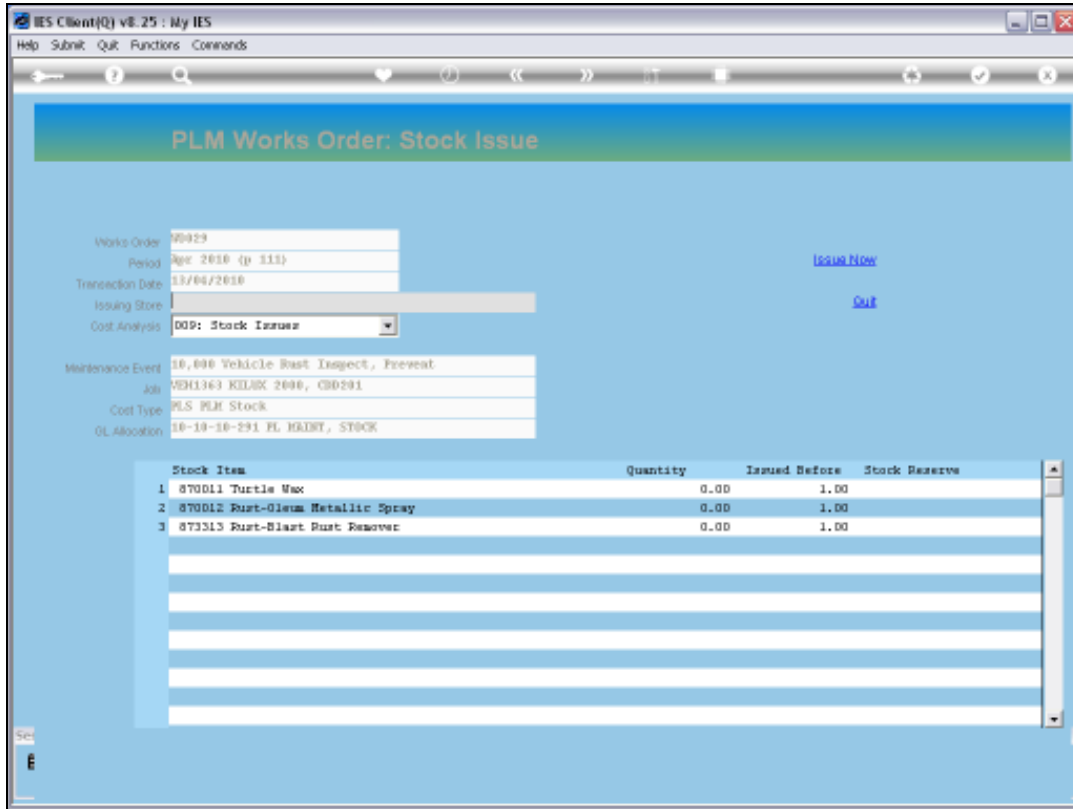 IES Client(Q) v8.25 : My IES
Help Submit Quit Functions Commands
PLM Works Order: Stock Issue
Works Order W0029
Period Apr 2010 (p 111)
Transaction Date 13/04/2010
Issuing Store
Cost Analysis 009: Stock Issues
Issue Now
Quit
Maintenance Event 10,000 Vehicle Rust Inspect, Prevent
Job
Cost Type PLS PLM Stock
GL Allocation 10-10-10-291 PL MAINT, STOCK
Stock Item Quantity Issued Before Stock Reserve
1 870011 Turtle Wax 0.00 1.00
2 870012 Rust-Oleum Metallic Spray 0.00 1.00
3 873313 Rust-Blast Rust Remover 0.00 1.00